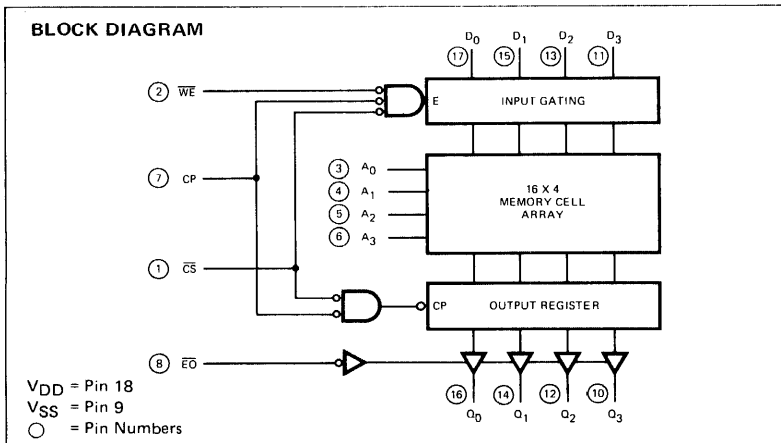 BLOCK DIAGRAM
D0 D1 D2 D3
17 15 13 11
2 WE
E INPUT GATING
7 CP
3 A0
4 A1
5 A2
6 A3
16 X 4
MEMORY CELL
ARRAY
1 CS
CP OUTPUT REGISTER
8 EO
16 14 12 10
Q0 Q1 Q2 Q3
VDD = Pin 18
VSS = Pin 9
= Pin Numbers